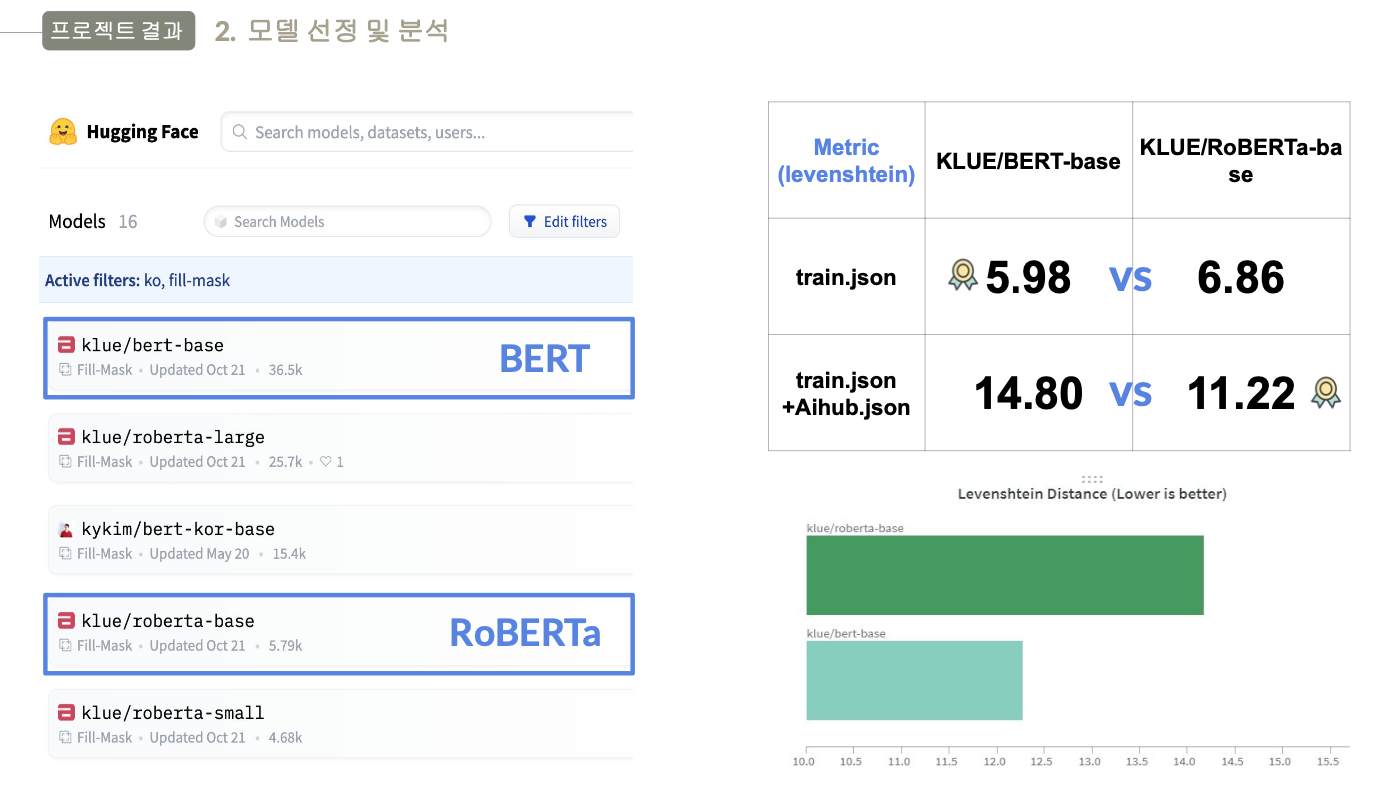 프로젝트 결과
2. 모델 선정 및 분석
Hugging Face
Search models, datasets, users...
Models 16
Search Models
Edit filters
Active filters: ko, fill-mask
klue/bert-base
Fill-Mask • Updated Oct 21 • 36.5k
BERT
klue/roberta-large
Fill-Mask • Updated Oct 21 • 25.7k • ♡ 1
kykim/bert-kor-base
Fill-Mask • Updated May 20 • 15.4k
klue/roberta-base
Fill-Mask • Updated Oct 21 • 5.79k
RoBERTa
klue/roberta-small
Fill-Mask • Updated Oct 21 • 4.68k
Metric
(levenshtein)
KLUE/BERT-base
KLUE/RoBERTa-ba
se
train.json
5.98 VS 6.86
train.json
+Aihub.json
14.80 VS 11.22
Levenshtein Distance (Lower is better)
klue/roberta-base
klue/bert-base
10.0 10.5 11.0 11.5 12.0 12.5 13.0 13.5 14.0 14.5 15.0 15.5